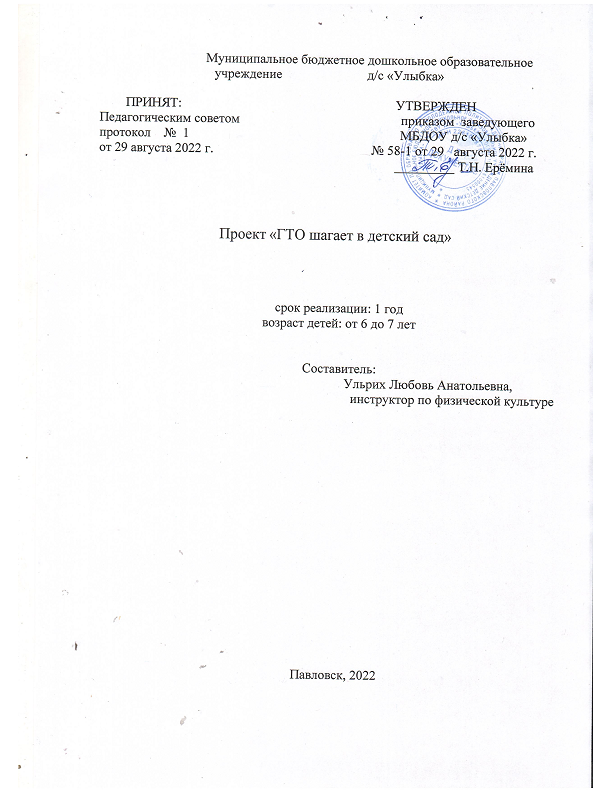 Муниципальное бюджетное дошкольное образовательное
учреждение д/с «Улыбка»
ПРИНЯТ:
Педагогическим советом
протокол № 1
от 29 августа 2022 г.
УТВЕРЖДЕН
приказом заведующего
МБДОУ д/с «Улыбка»
№ 58-1 от 29 августа 2022 г.
Т.Н. Ерёмина
Проект «ГТО шагает в детский сад»
срок реализации: 1 год
возраст детей: от 6 до 7 лет
Составитель:
Ульрих Любовь Анатольевна,
инструктор по физической культуре
Павловск, 2022